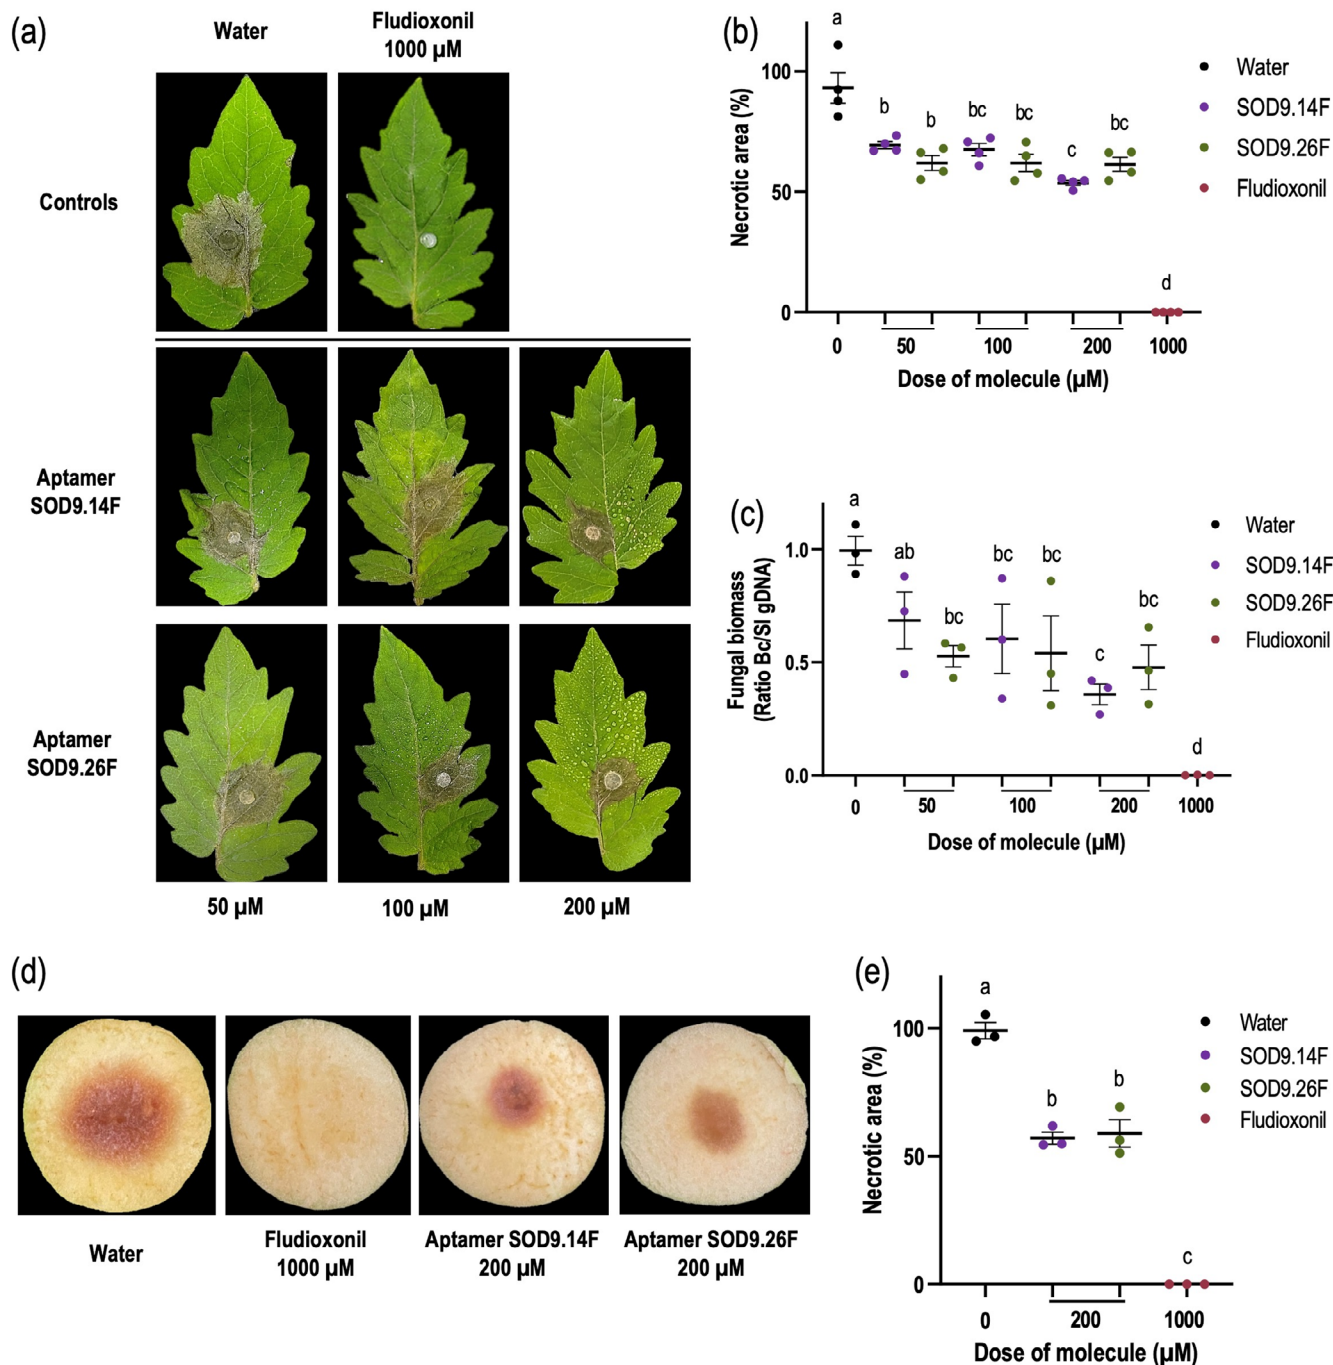 (a)
Water
Fludioxonil
1000 µM
Controls
Aptamer
SOD9.14F
Aptamer
SOD9.26F
50 µM
100 µM
200 µM
(b)
Necrotic area (%)
100
50
0
a
b
b
bc
bc
c
bc
d
0
50
100
200
1000
Dose of molecule (µM)
Water
SOD9.14F
SOD9.26F
Fludioxonil
(c)
Fungal biomass
(Ratio Bc/Sl gDNA)
1.0
0.5
0.0
a
ab
bc
bc
bc
c
bc
d
0
50
100
200
1000
Dose of molecule (µM)
Water
SOD9.14F
SOD9.26F
Fludioxonil
(d)
Water
Fludioxonil
1000 µM
Aptamer SOD9.14F
200 µM
Aptamer SOD9.26F
200 µM
(e)
Necrotic area (%)
100
50
0
a
b
b
c
0
200
1000
Dose of molecule (µM)
Water
SOD9.14F
SOD9.26F
Fludioxonil